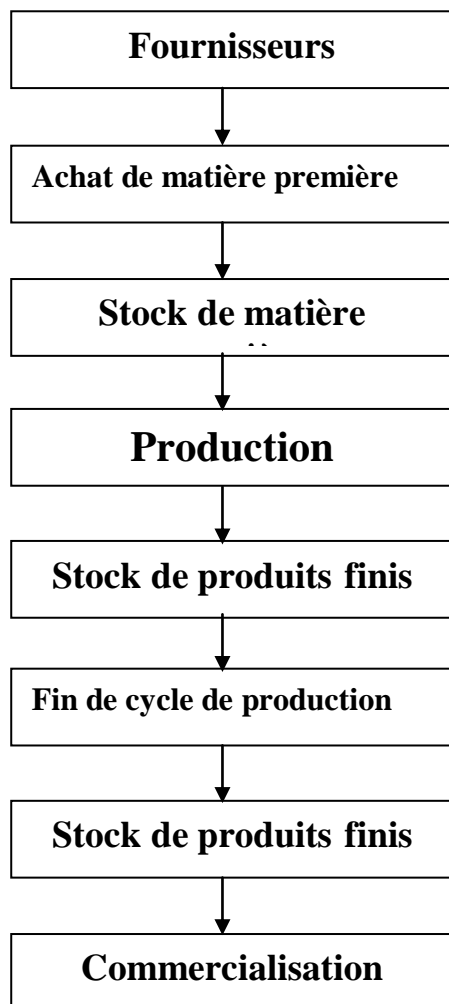 Fournisseurs
Achat de matière première
Stock de matière
Production
Stock de produits finis
Fin de cycle de production
Stock de produits finis
Commercialisation